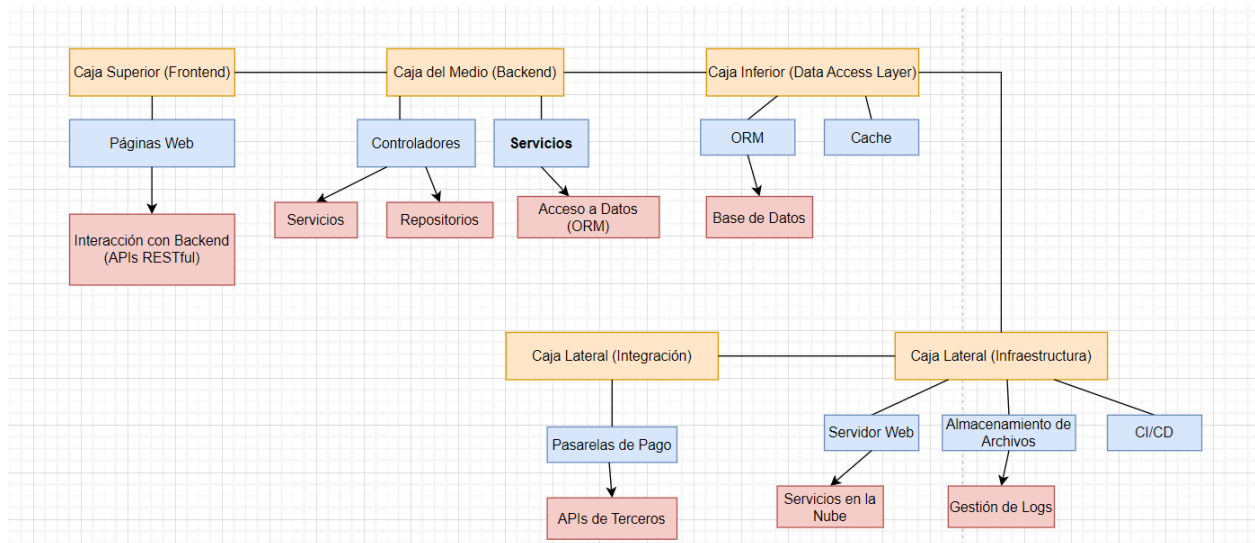 Caja Superior (Frontend)
Caja del Medio (Backend)
Caja Inferior (Data Access Layer)
Páginas Web
Controladores
Servicios
ORM
Cache
Interacción con Backend
(APIs RESTful)
Servicios
Repositorios
Acceso a Datos
(ORM)
Base de Datos
Caja Lateral (Integración)
Caja Lateral (Infraestructura)
Pasarelas de Pago
Servidor Web
Almacenamiento de
Archivos
CI/CD
APIs de Terceros
Servicios en la
Nube
Gestión de Logs